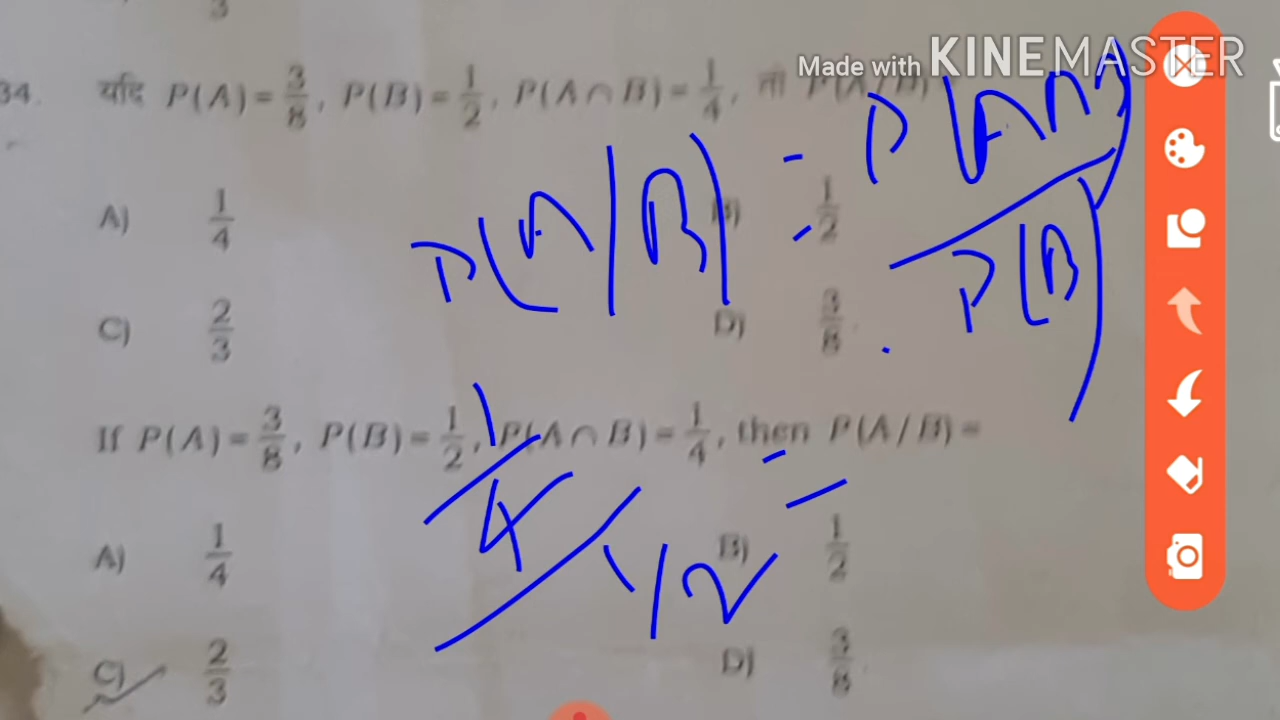 3
Made with KINEMASTER
34. यदि P(A) = 3/8, P(B) = 1/2, P(A ∩ B) = 1/4, तो P(A/B) =
P(A|B) = P(A∩B)/P(B)
A) 1/4 B) 1/2
C) 2/3 D) 3/8
If P(A) = 3/8, P(B) = 1/2, P(A ∩ B) = 1/4, then P(A/B) =
1/4 / 1/2 =
A) 1/4 B) 1/2
C) 2/3 D) 3/8